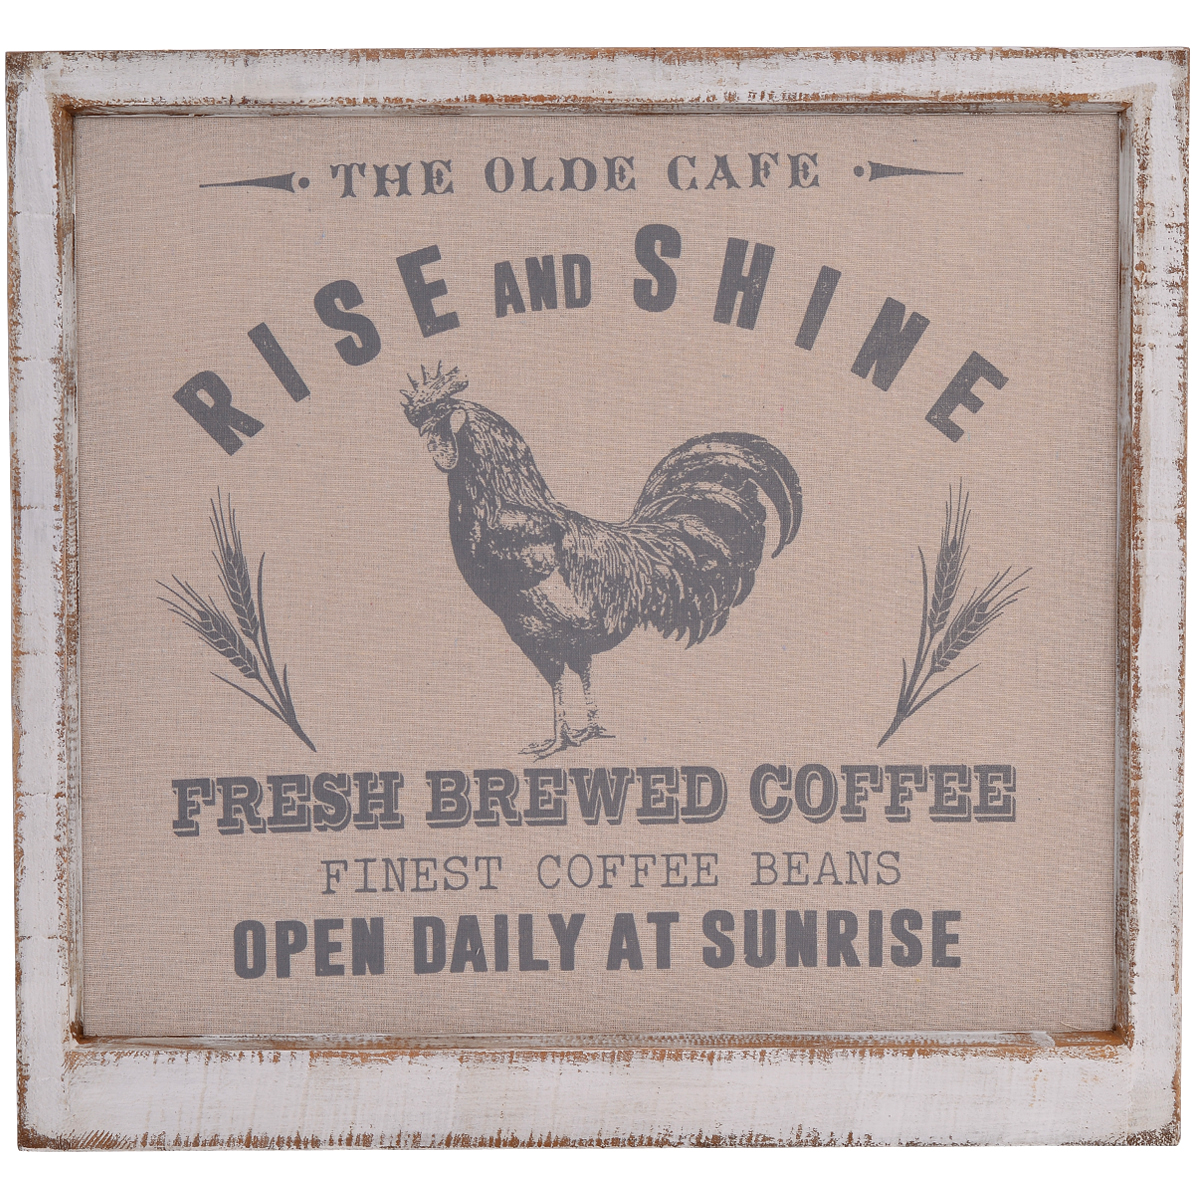 THE OLDE CAFE
RISE AND SHINE
FRESH BREWED COFFEE
FINEST COFFEE BEANS
OPEN DAILY AT SUNRISE